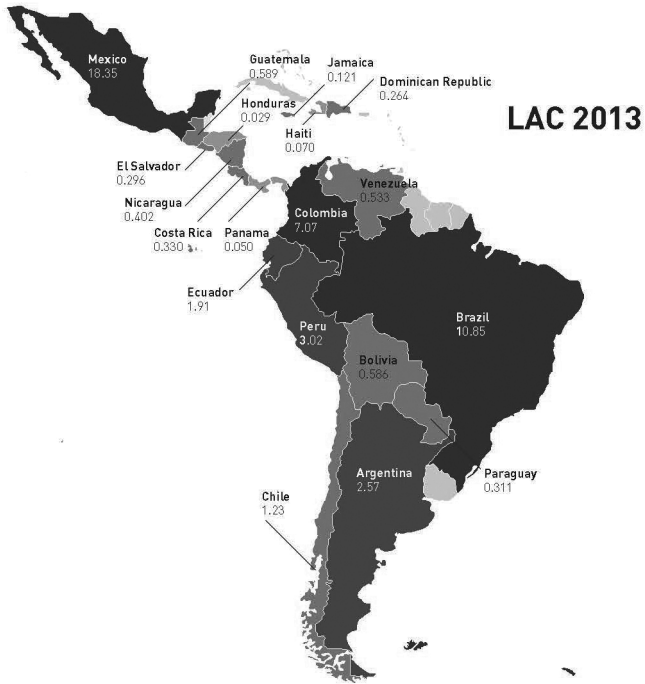 Mexico
18.35
Guatemala
0.589
Jamaica
0.121
Dominican Republic
0.264
Honduras
0.029
LAC 2013
Haiti
0.070
El Salvador
0.296
Nicaragua
0.402
Costa Rica
0.330
Panama
0.050
Venezuela
0.533
Colombia
7.07
Ecuador
1.91
Peru
3.02
Brazil
10.85
Bolivia
0.586
Argentina
2.57
Paraguay
0.311
Chile
1.23